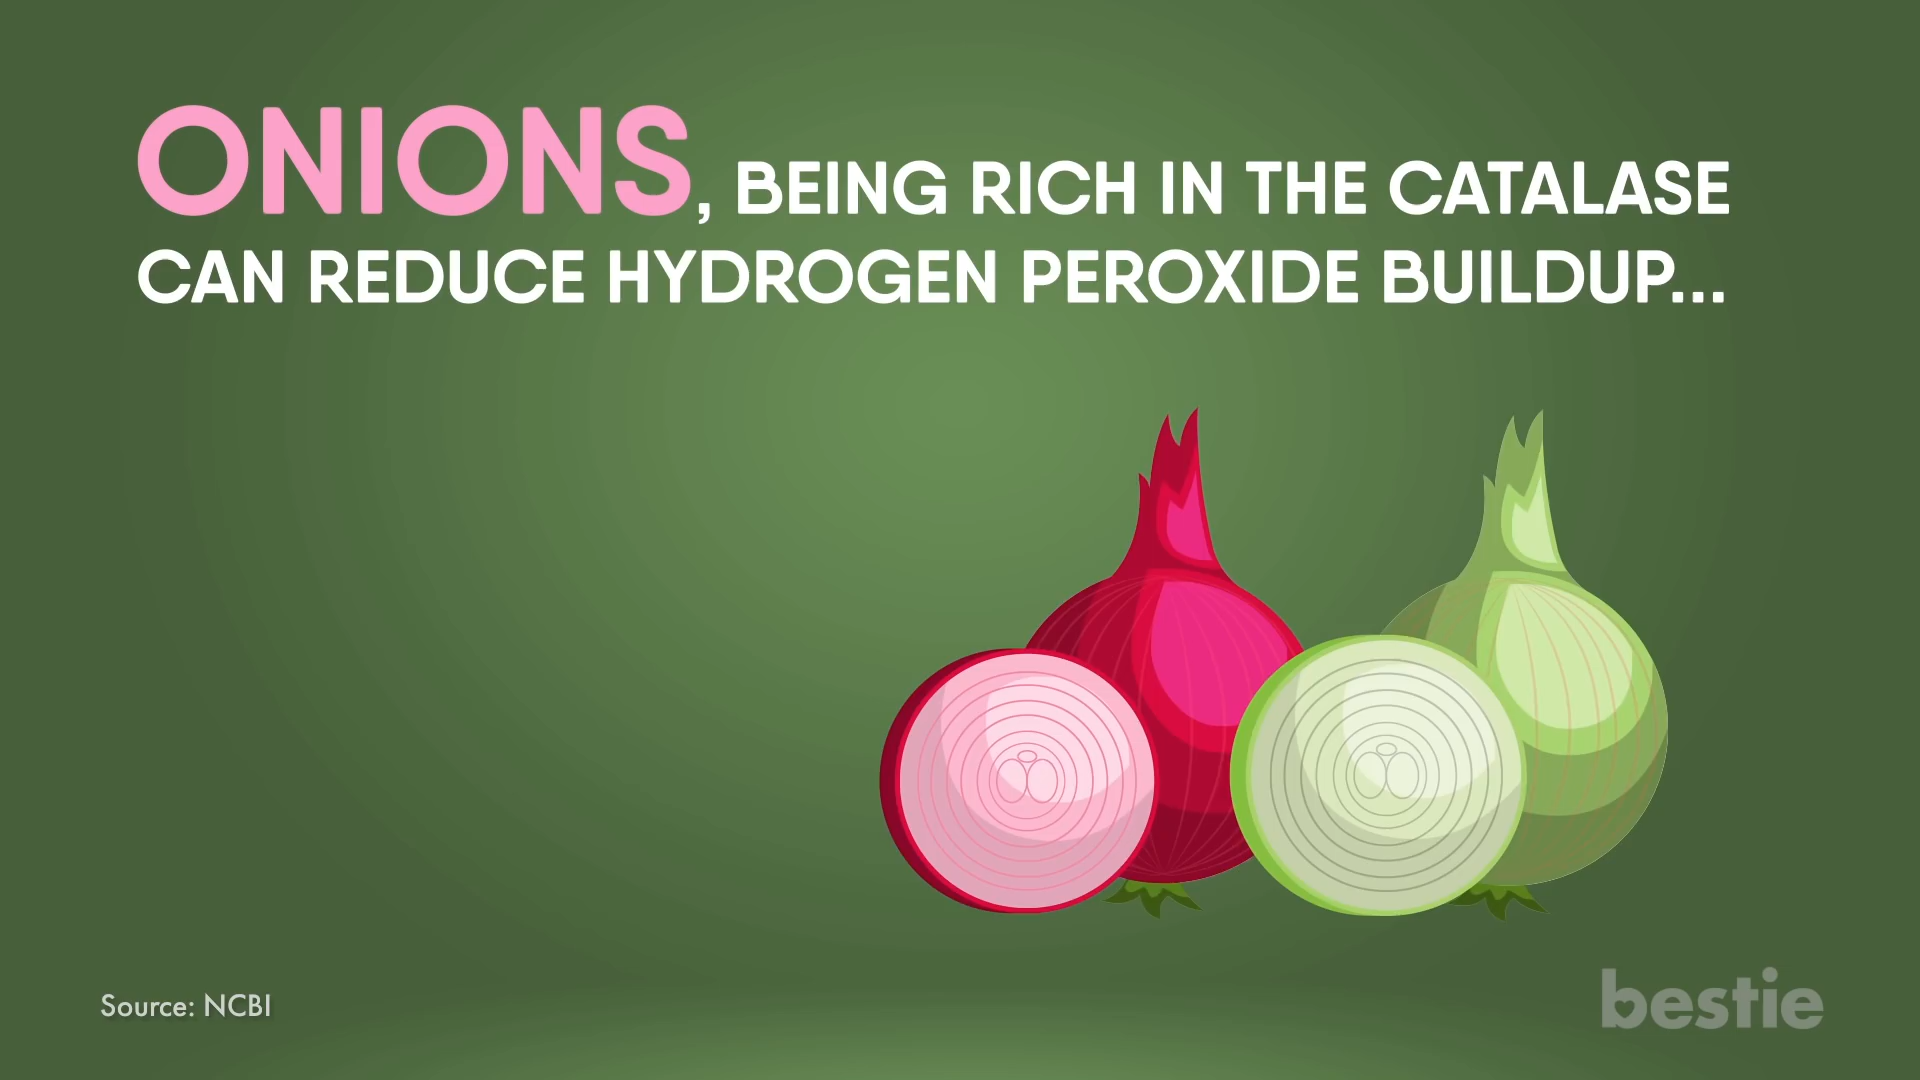 ONIONS, BEING RICH IN THE CATALASE
CAN REDUCE HYDROGEN PEROXIDE BUILDUP...
Source: NCBI
bestie